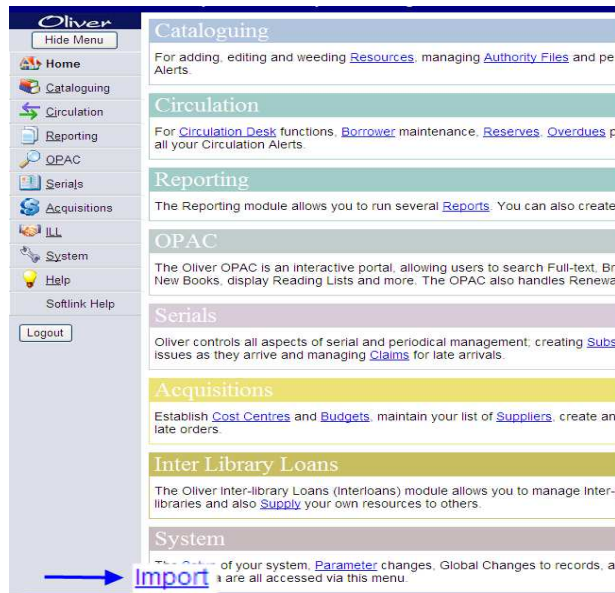 Oliver
Hide Menu
Home
Cataloguing
Circulation
Reporting
OPAC
Serials
Acquisitions
ILL
System
Help
Softlink Help
Logout
Cataloguing
For adding, editing and weeding Resources, managing Authority Files and pe
Alerts.
Circulation
For Circulation Desk functions, Borrower maintenance, Reserves, Overdues p
all your Circulation Alerts.
Reporting
The Reporting module allows you to run several Reports. You can also create
OPAC
The Oliver OPAC is an interactive portal, allowing users to search Full-text, Br
New Books, display Reading Lists and more. The OPAC also handles Renewa
Serials
Oliver controls all aspects of serial and periodical management; creating Subs
issues as they arrive and managing Claims for late arrivals.
Acquisitions
Establish Cost Centres and Budgets, maintain your list of Suppliers, create an
late orders.
Inter Library Loans
The Oliver Inter-library Loans (Interloans) module allows you to manage Inter-
libraries and also Supply your own resources to others.
System
of your system, Parameter changes, Global Changes to records, a
Import a are all accessed via this menu.